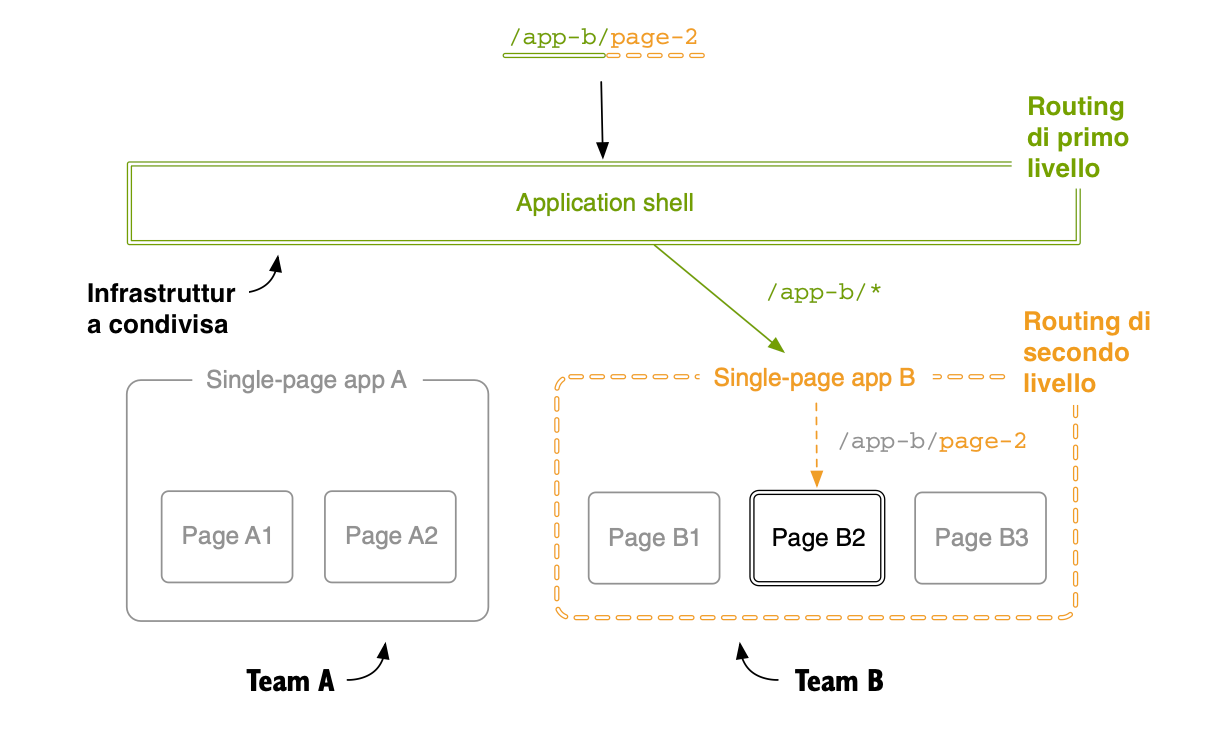 /app-b/page-2
Routing
di primo
livello
Application shell
Infrastruttur
a condivisa
/app-b/*
Routing di
secondo
livello
Single-page app A
Single-page app B
/app-b/page-2
Page A1
Page A2
Page B1
Page B2
Page B3
Team A
Team B